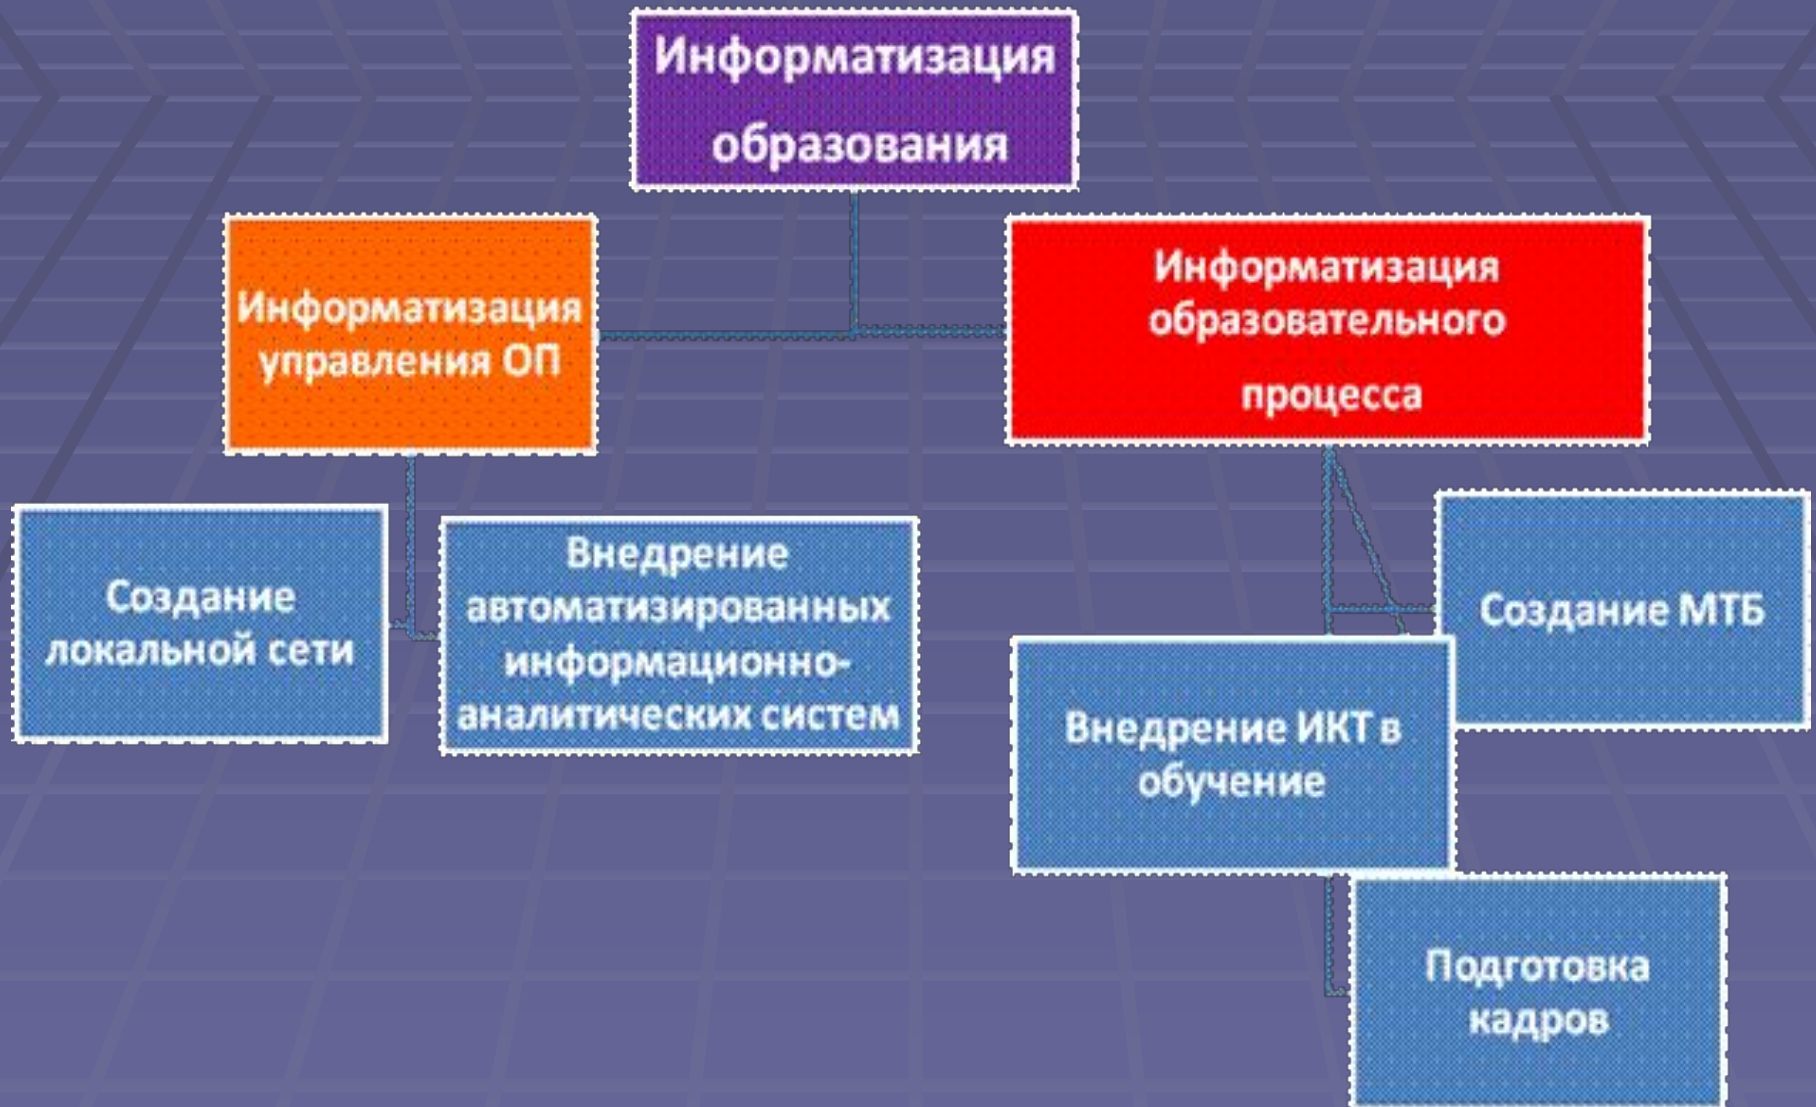 Информатизация
образования
Информатизация
управления ОП
Информатизация
образовательного
процесса
Создание
локальной сети
Внедрение
автоматизированных
информационно-
аналитических систем
Создание МТБ
Внедрение ИКТ в
обучение
Подготовка
кадров